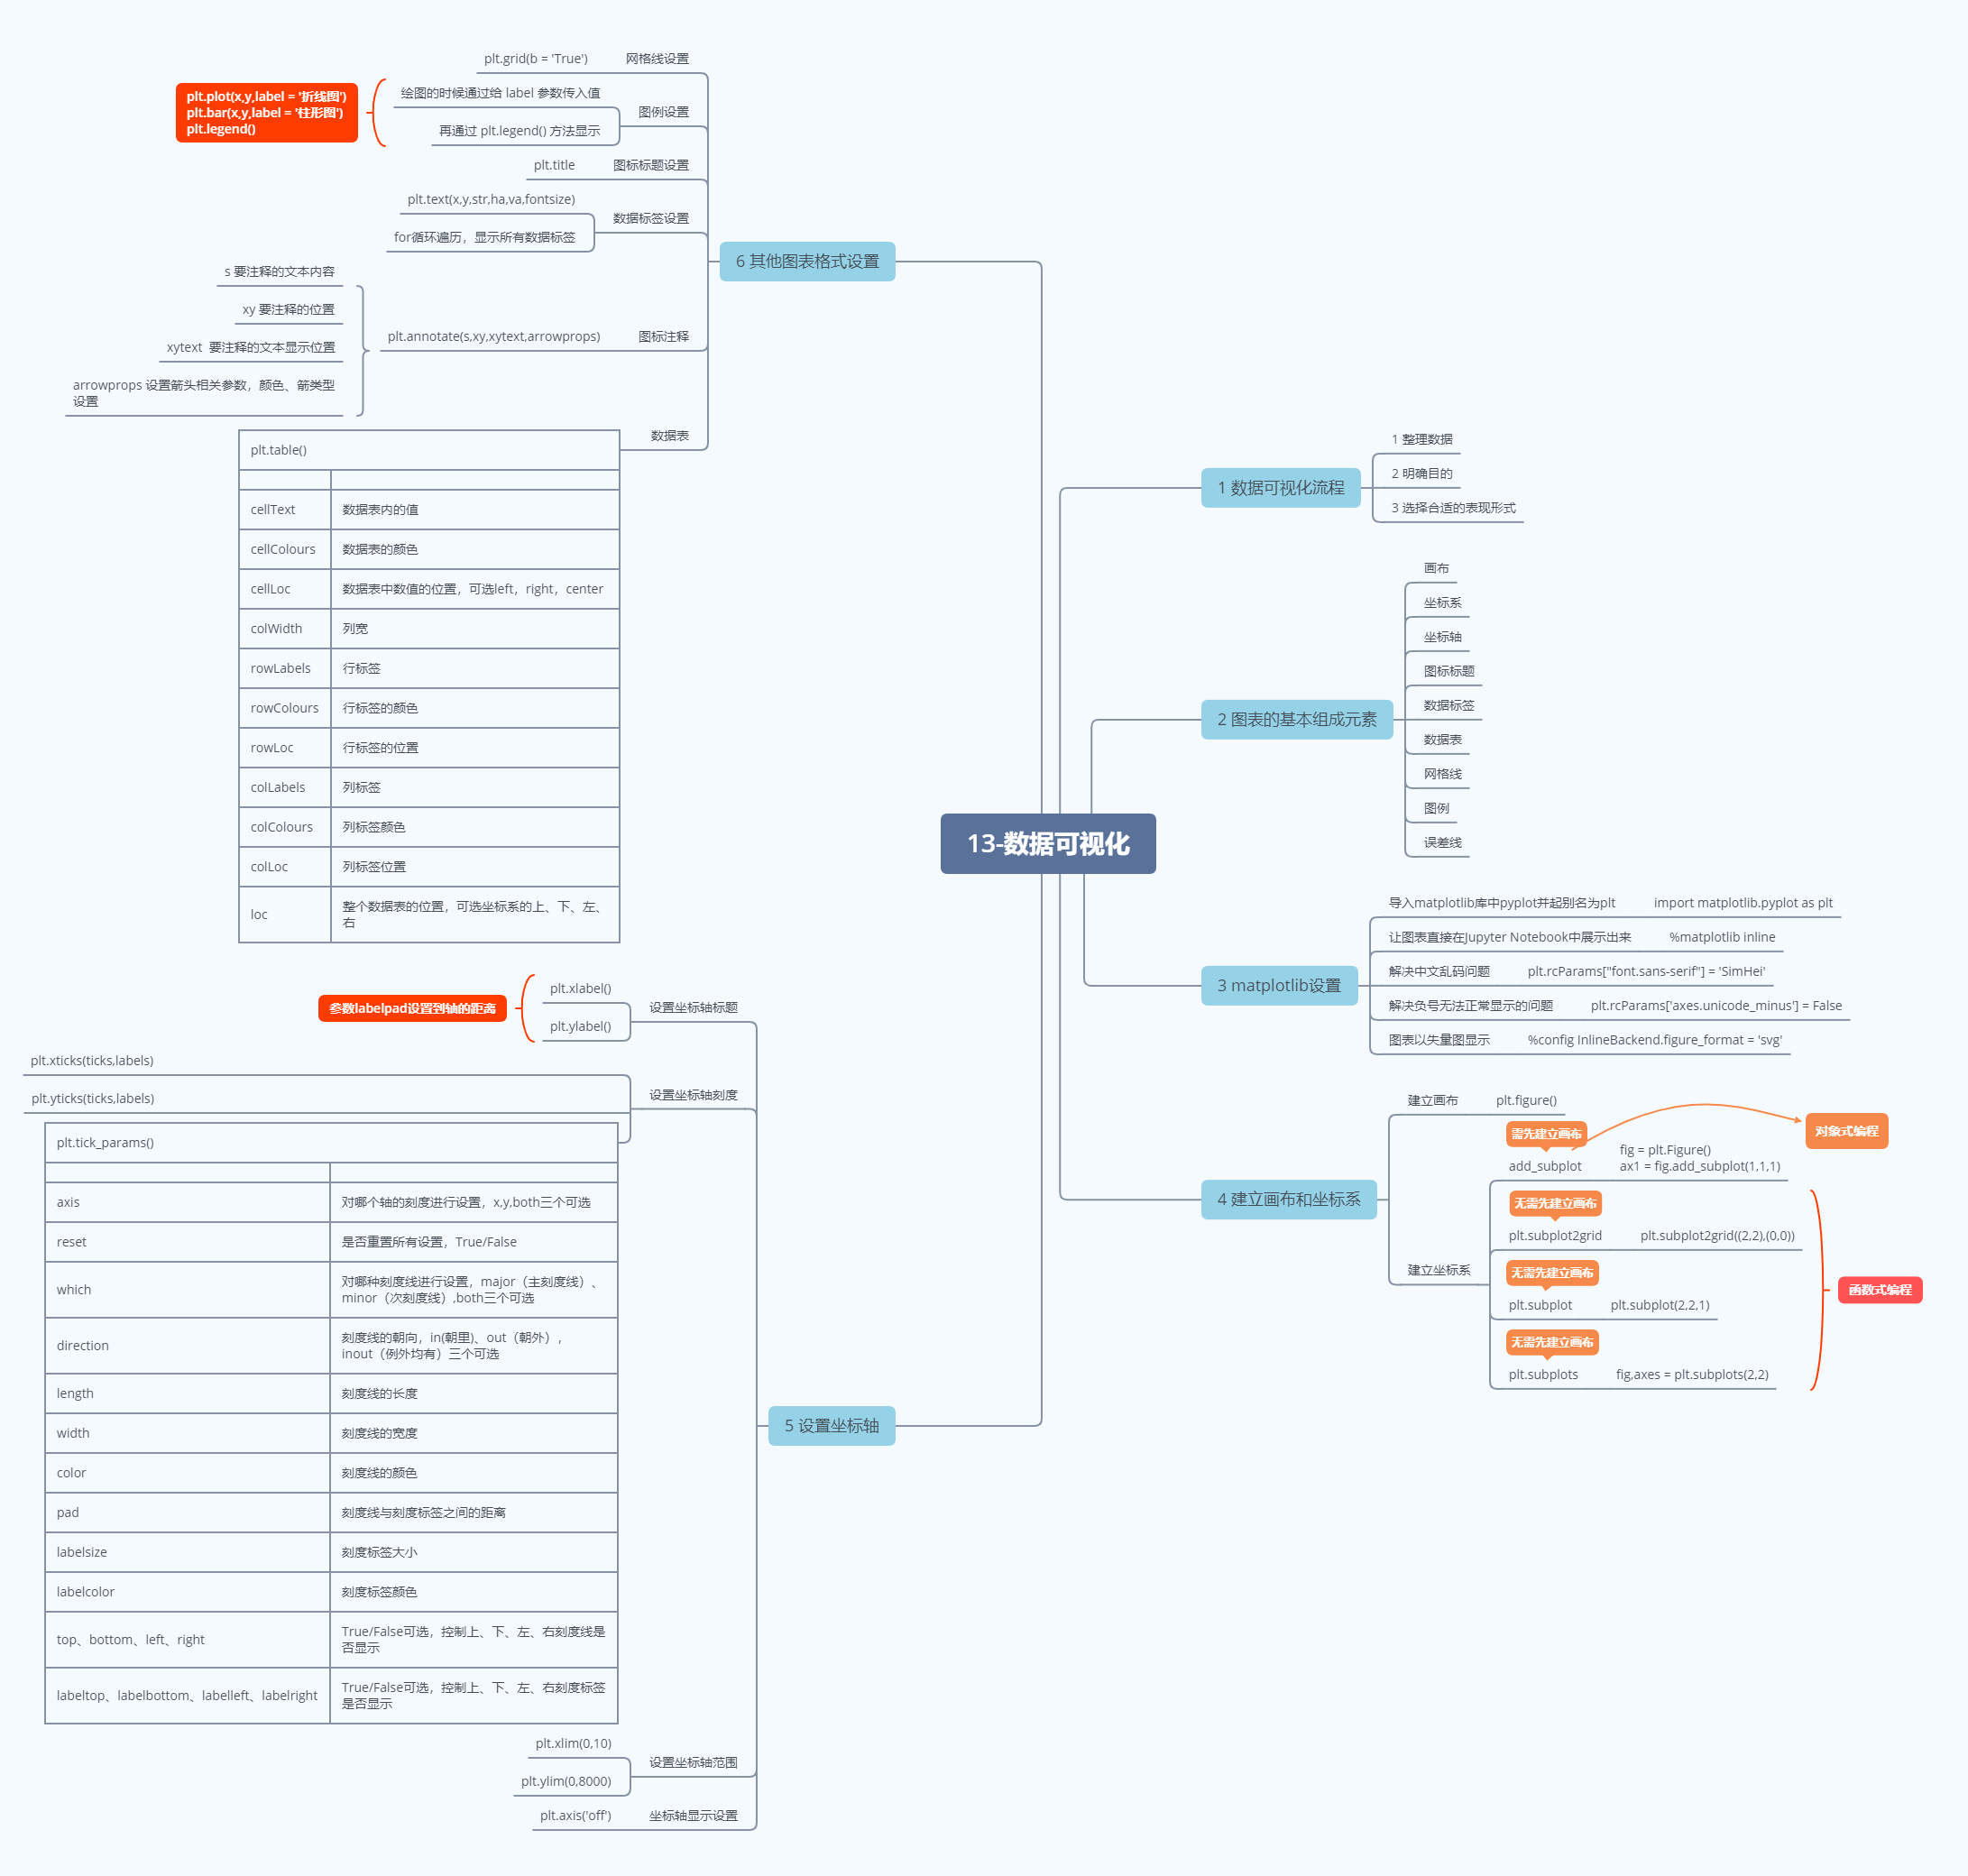 13-数据可视化
1 数据可视化流程
1 整理数据
2 明确目的
3 选择合适的表现形式
2 图表的基本组成元素
画布
坐标系
坐标轴
图标标题
数据标签
数据表
网格线
图例
误差线
3 matplotlib设置
导入matplotlib库中pyplot并起别名为plt
import matplotlib.pyplot as plt
让图表直接在Jupyter Notebook中展示出来
%matplotlib inline
解决中文乱码问题
plt.rcParams["font.sans-serif"] = 'SimHei'
解决负号无法正常显示的问题
plt.rcParams['axes.unicode_minus'] = False
图表以失量图显示
%config InlineBackend.figure_format = 'svg'
4 建立画布和坐标系
建立画布
plt.figure()
建立坐标系
需先建立画布
add_subplot
fig = plt.Figure()
ax1 = fig.add_subplot(1,1,1)
对象式编程
无需先建立画布
plt.subplot2grid
plt.subplot2grid((2,2),(0,0))
无需先建立画布
plt.subplot
plt.subplot(2,2,1)
无需先建立画布
plt.subplots
fig,axes = plt.subplots(2,2)
函数式编程
5 设置坐标轴
设置坐标轴标题
plt.xlabel()
plt.ylabel()
参数labelpad设置到轴的距离
设置坐标轴刻度
plt.xticks(ticks,labels)
plt.yticks(ticks,labels)
plt.tick_params()
axis
对哪个轴的刻度进行设置，x,y,both三个可选
reset
是否重置所有设置，True/False
which
对哪种刻度线进行设置，major（主刻度线）、
minor（次刻度线）,both三个可选
direction
刻度线的朝向，in(朝里)、out（朝外），
inout（例外均有）三个可选
length
刻度线的长度
width
刻度线的宽度
color
刻度线的颜色
pad
刻度线与刻度标签之间的距离
labelsize
刻度标签大小
labelcolor
刻度标签颜色
top、bottom、left、right
True/False可选，控制上、下、左、右刻度线是
否显示
labeltop、labelbottom、labelleft、labelright
True/False可选，控制上、下、左、右刻度标签
是否显示
设置坐标轴范围
plt.xlim(0,10)
plt.ylim(0,8000)
坐标轴显示设置
plt.axis('off')
6 其他图表格式设置
网格线设置
plt.grid(b = 'True')
图例设置
绘图的时候通过给 label 参数传入值
再通过 plt.legend() 方法显示
plt.plot(x,y,label = '折线图')
plt.bar(x,y,label = '柱形图')
plt.legend()
图标标题设置
plt.title
数据标签设置
plt.text(x,y,str,ha,va,fontsize)
for循环遍历，显示所有数据标签
图标注释
plt.annotate(s,xy,xytext,arrowprops)
s 要注释的文本内容
xy 要注释的位置
xytext  要注释的文本显示位置
arrowprops 设置箭头相关参数，颜色、箭类型
设置
数据表
plt.table()
cellText
数据表内的值
cellColours
数据表的颜色
cellLoc
数据表中数值的位置，可选left，right，center
colWidth
列宽
rowLabels
行标签
rowColours
行标签的颜色
rowLoc
行标签的位置
colLabels
列标签
colColours
列标签颜色
colLoc
列标签位置
loc
整个数据表的位置，可选坐标系的上、下、左、
右